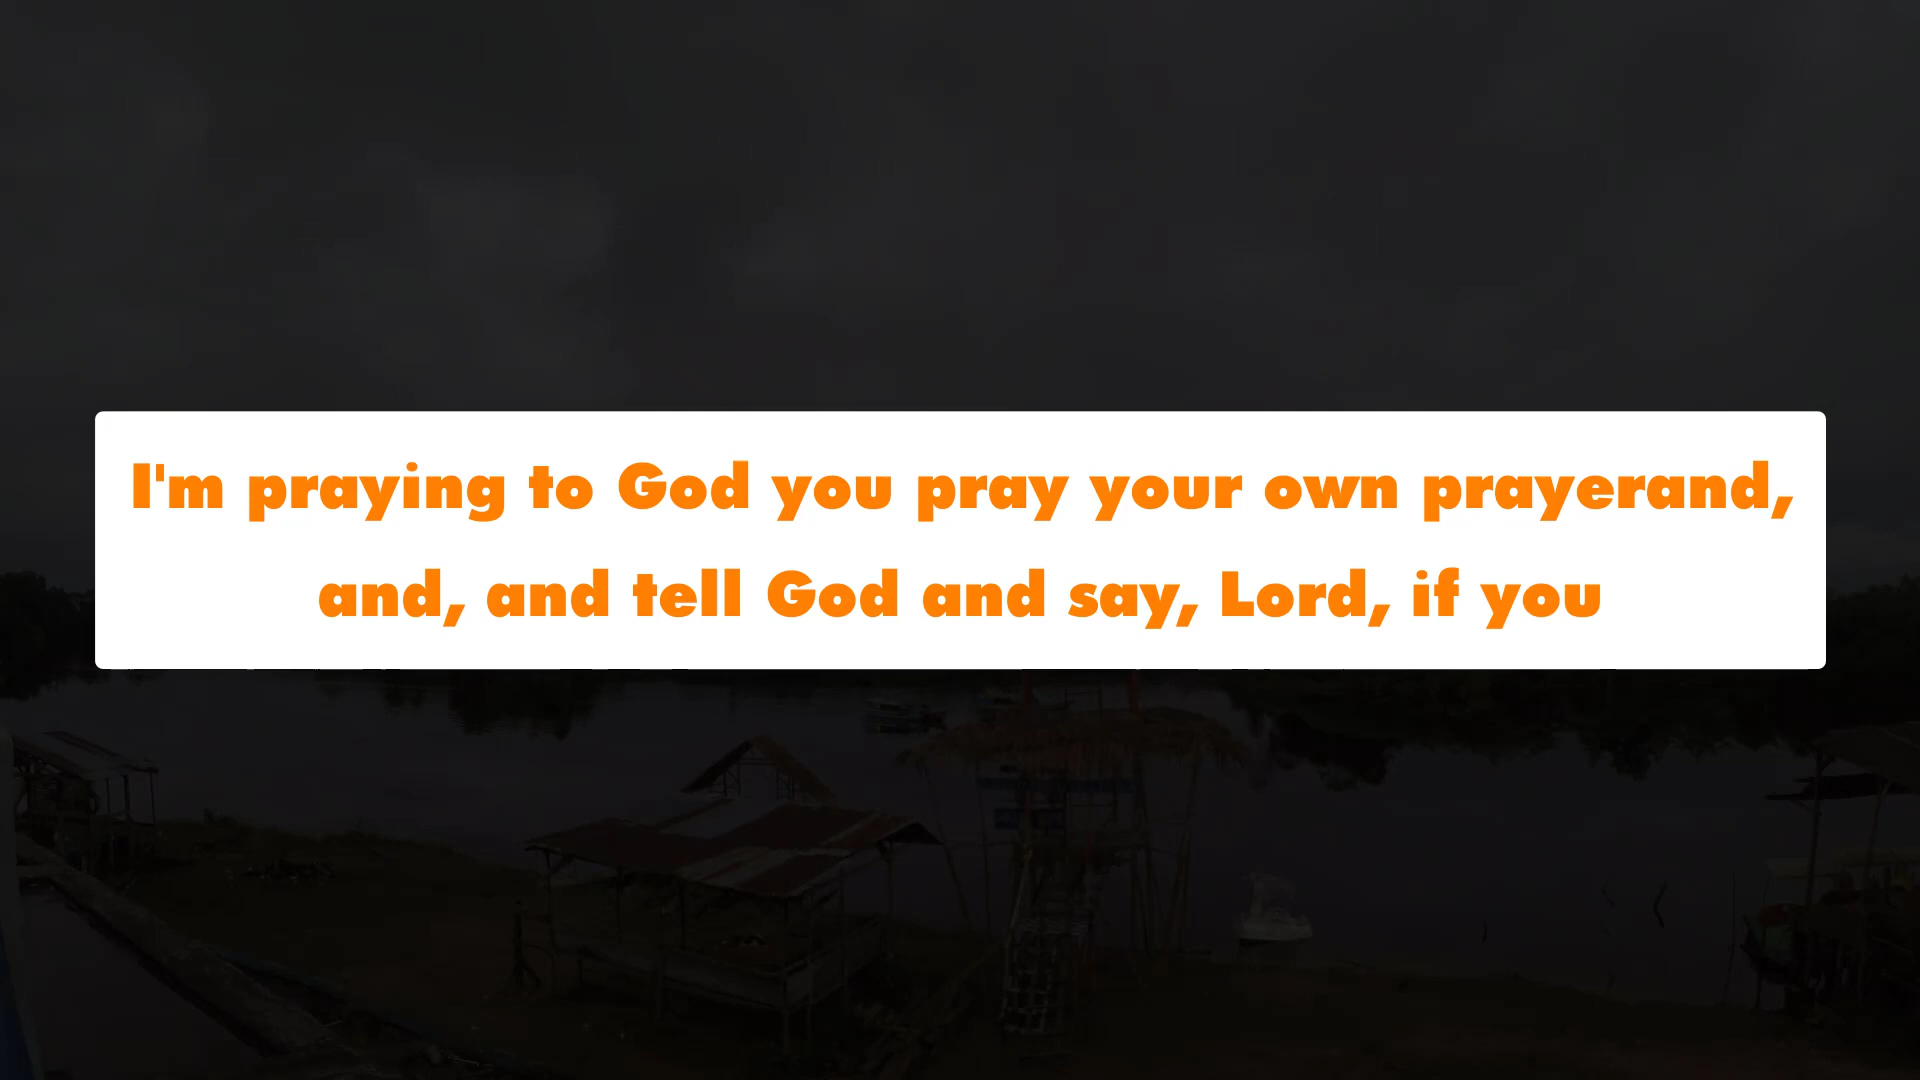 I'm praying to God you pray your own prayerand,
and, and tell God and say, Lord, if you